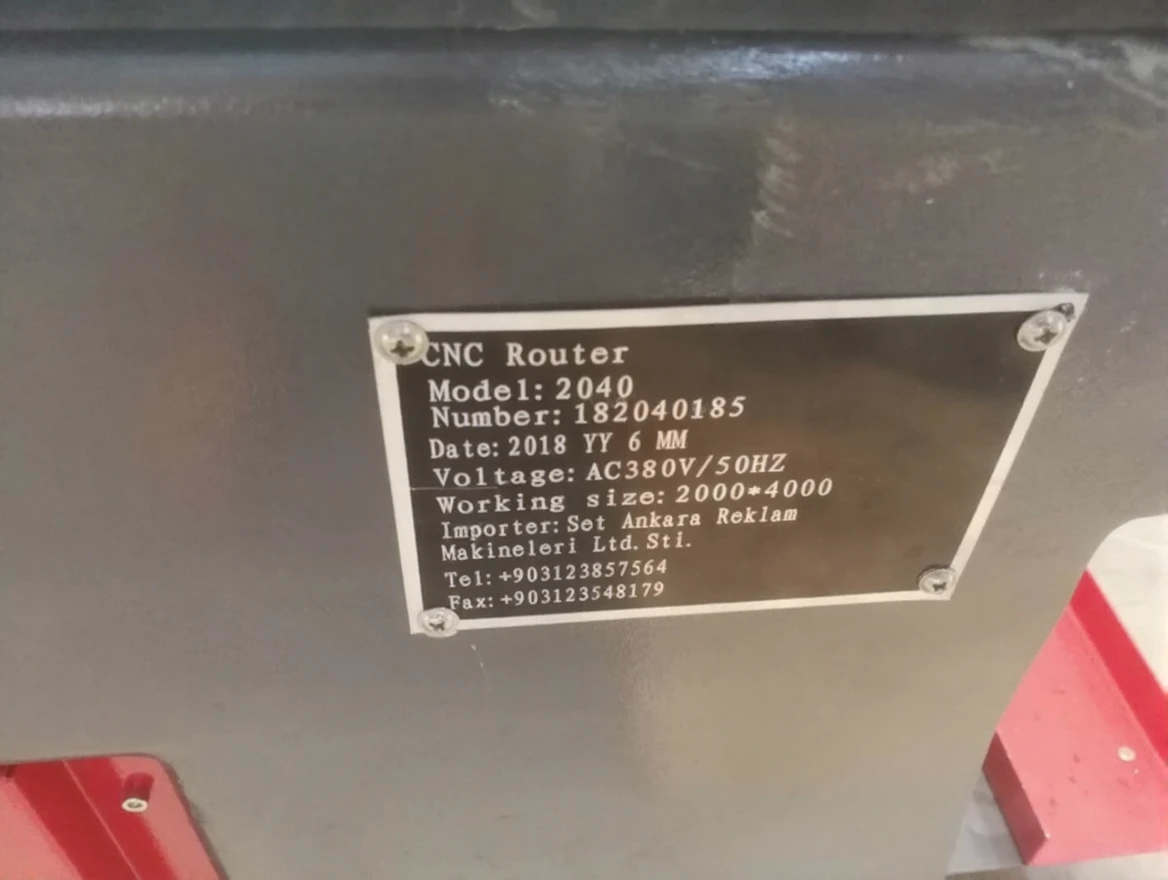 CNC Router
Model: 2040
Number: 182040185
Date: 2018 YY 6 MM
Voltage: AC380V/50HZ
Working size: 2000*4000
Importer: Set Ankara Reklam
Makineleri Ltd. Sti.
Tel: +903123857564
Fax: +903123548179